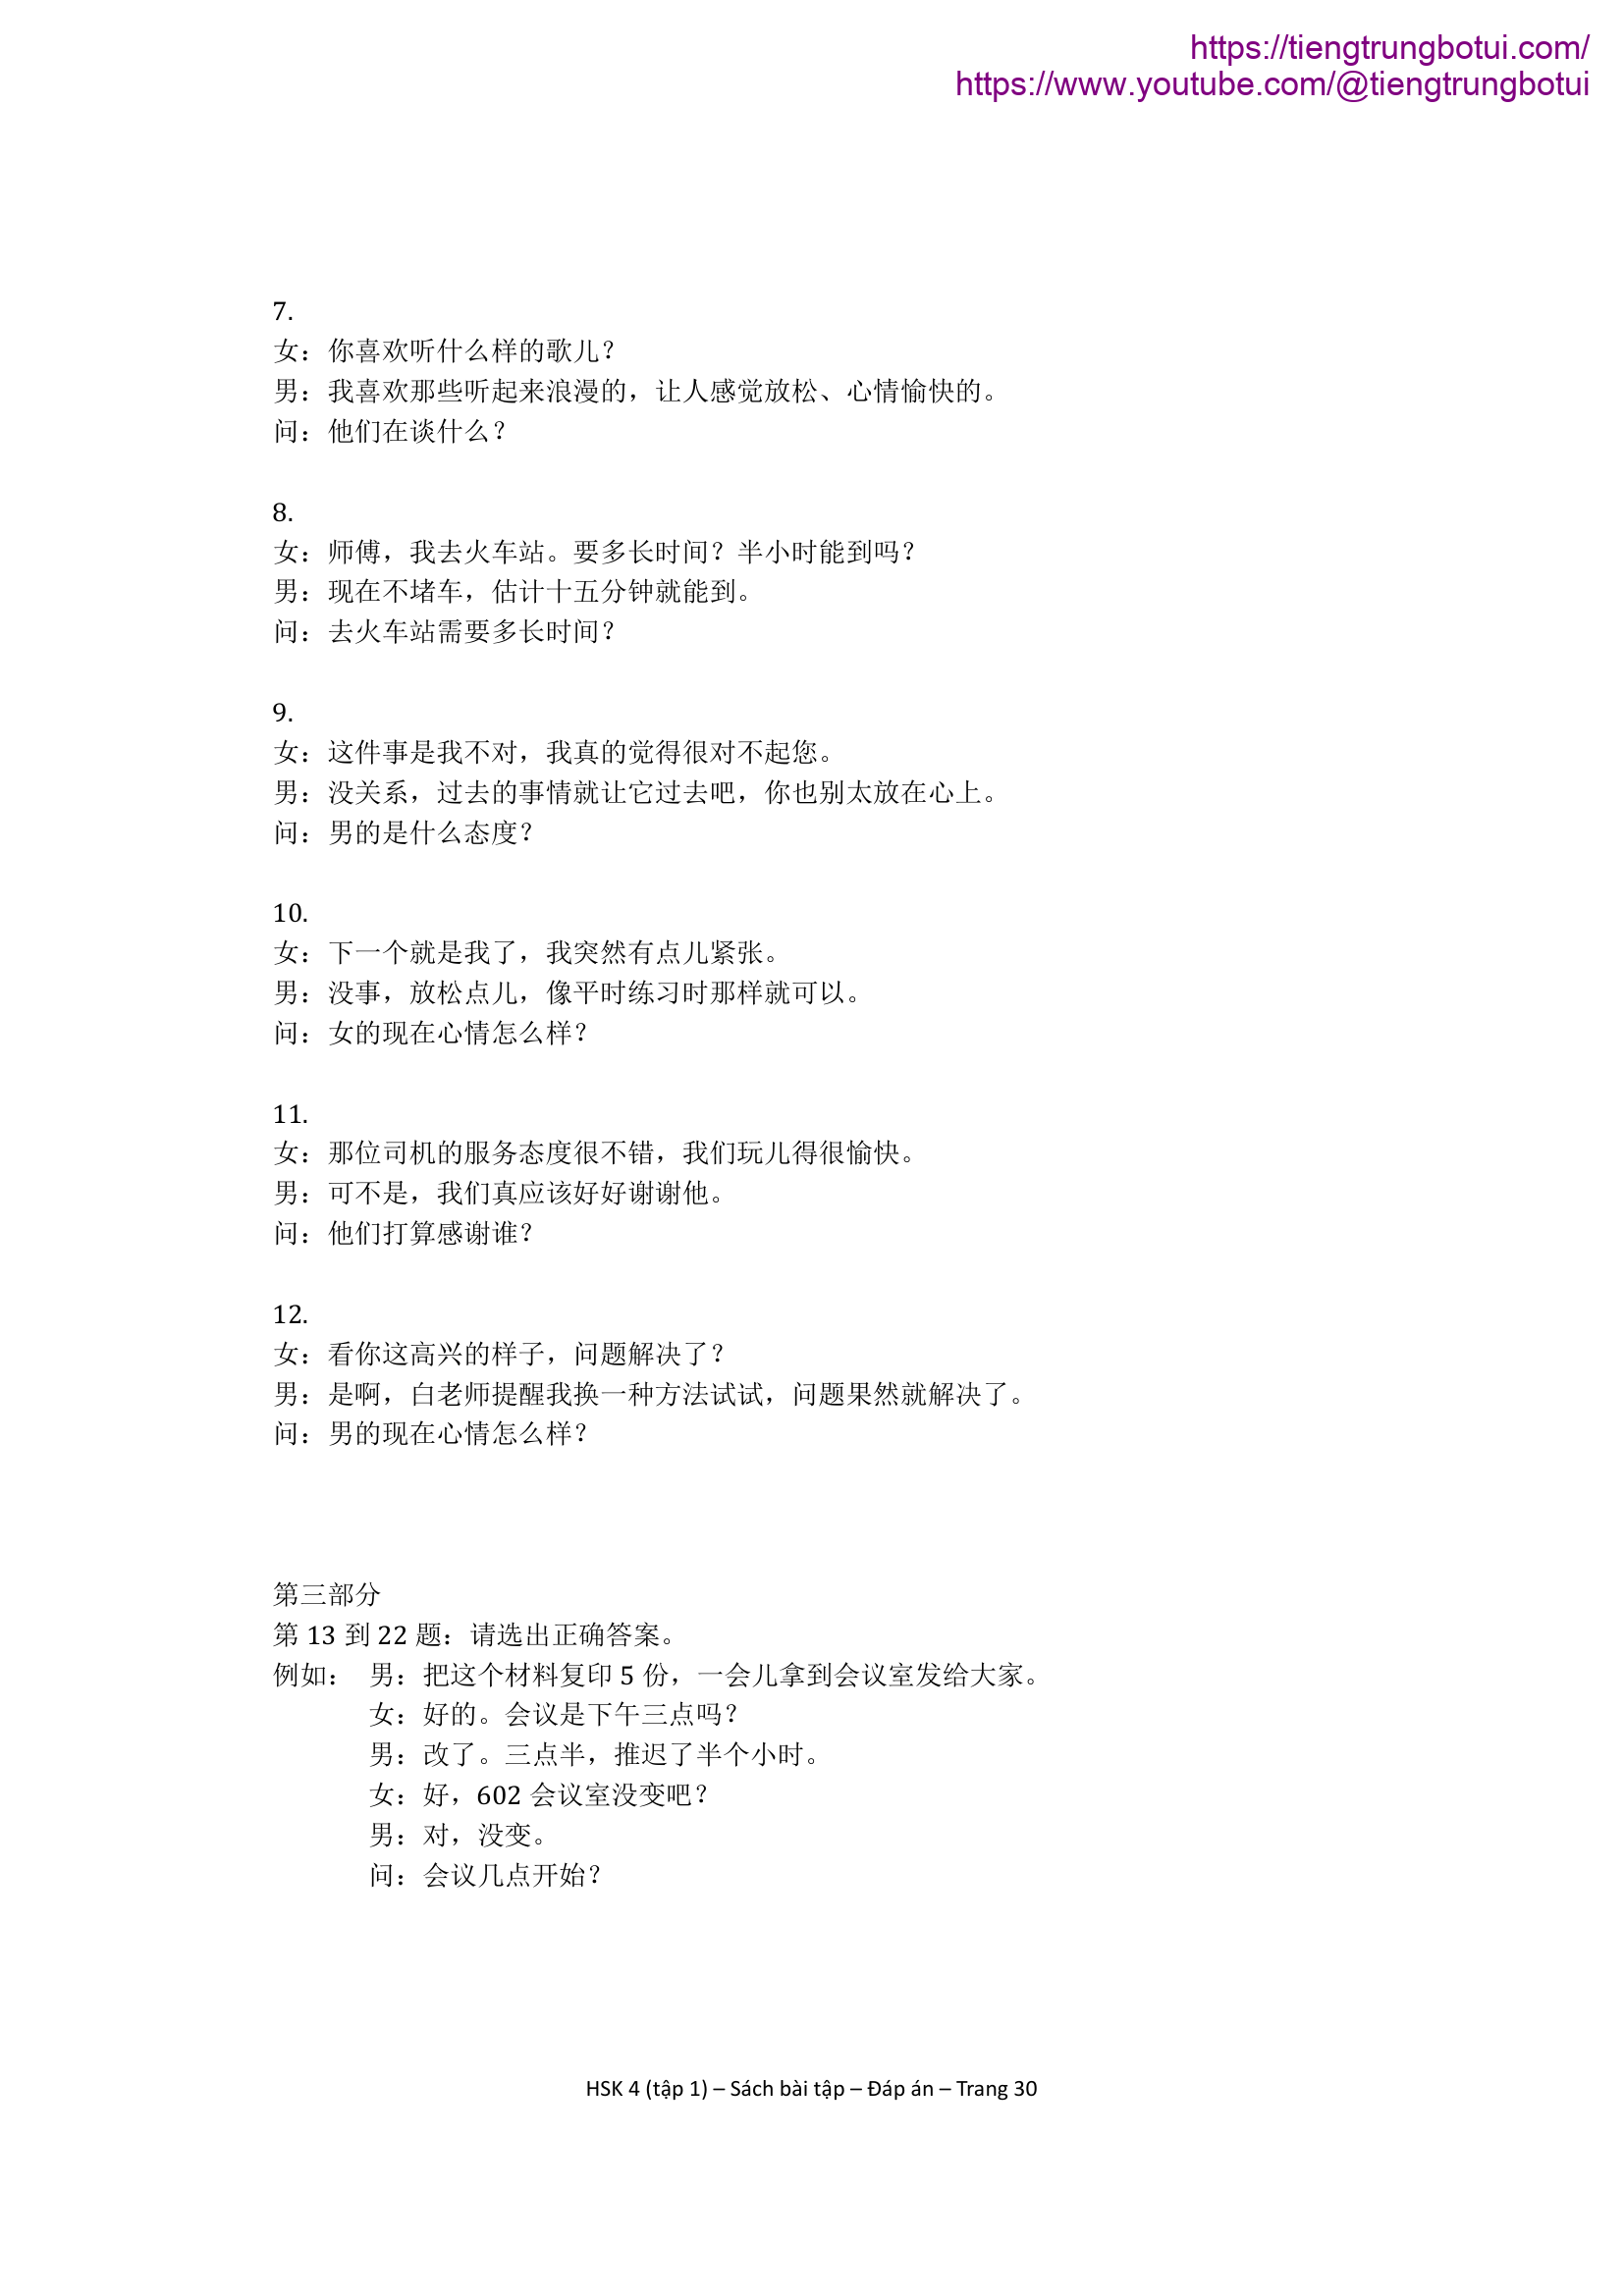 https://tiengtrungbotui.com/
https://www.youtube.com/@tiengtrungbotui
7.
女：你喜欢听什么样的歌儿？
男：我喜欢那些听起来浪漫的，让人感觉放松、心情愉快的。
问：他们在谈什么？
8.
女：师傅，我去火车站。要多长时间？半小时能到吗？
男：现在不堵车，估计十五分钟就能到。
问：去火车站需要多长时间？
9.
女：这件事是我不对，我真的觉得很对不起您。
男：没关系，过去的事情就让它过去吧，你也别太放在心上。
问：男的是什么态度？
10.
女：下一个就是我了，我突然有点儿紧张。
男：没事，放松点儿，像平时练习时那样就可以。
问：女的现在心情怎么样？
11.
女：那位司机的服务态度很不错，我们玩儿得很愉快。
男：可不是，我们真应该好好谢谢他。
问：他们打算感谢谁？
12.
女：看你这高兴的样子，问题解决了？
男：是啊，白老师提醒我换一种方法试试，问题果然就解决了。
问：男的现在心情怎么样？
第三部分
第 13 到 22 题：请选出正确答案。
例如： 男：把这个材料复印 5 份，一会儿拿到会议室发给大家。
女：好的。会议是下午三点吗？
男：改了。三点半，推迟了半个小时。
女：好，602 会议室没变吧？
男：对，没变。
问：会议几点开始？
HSK 4 (tập 1) – Sách bài tập – Đáp án – Trang 30